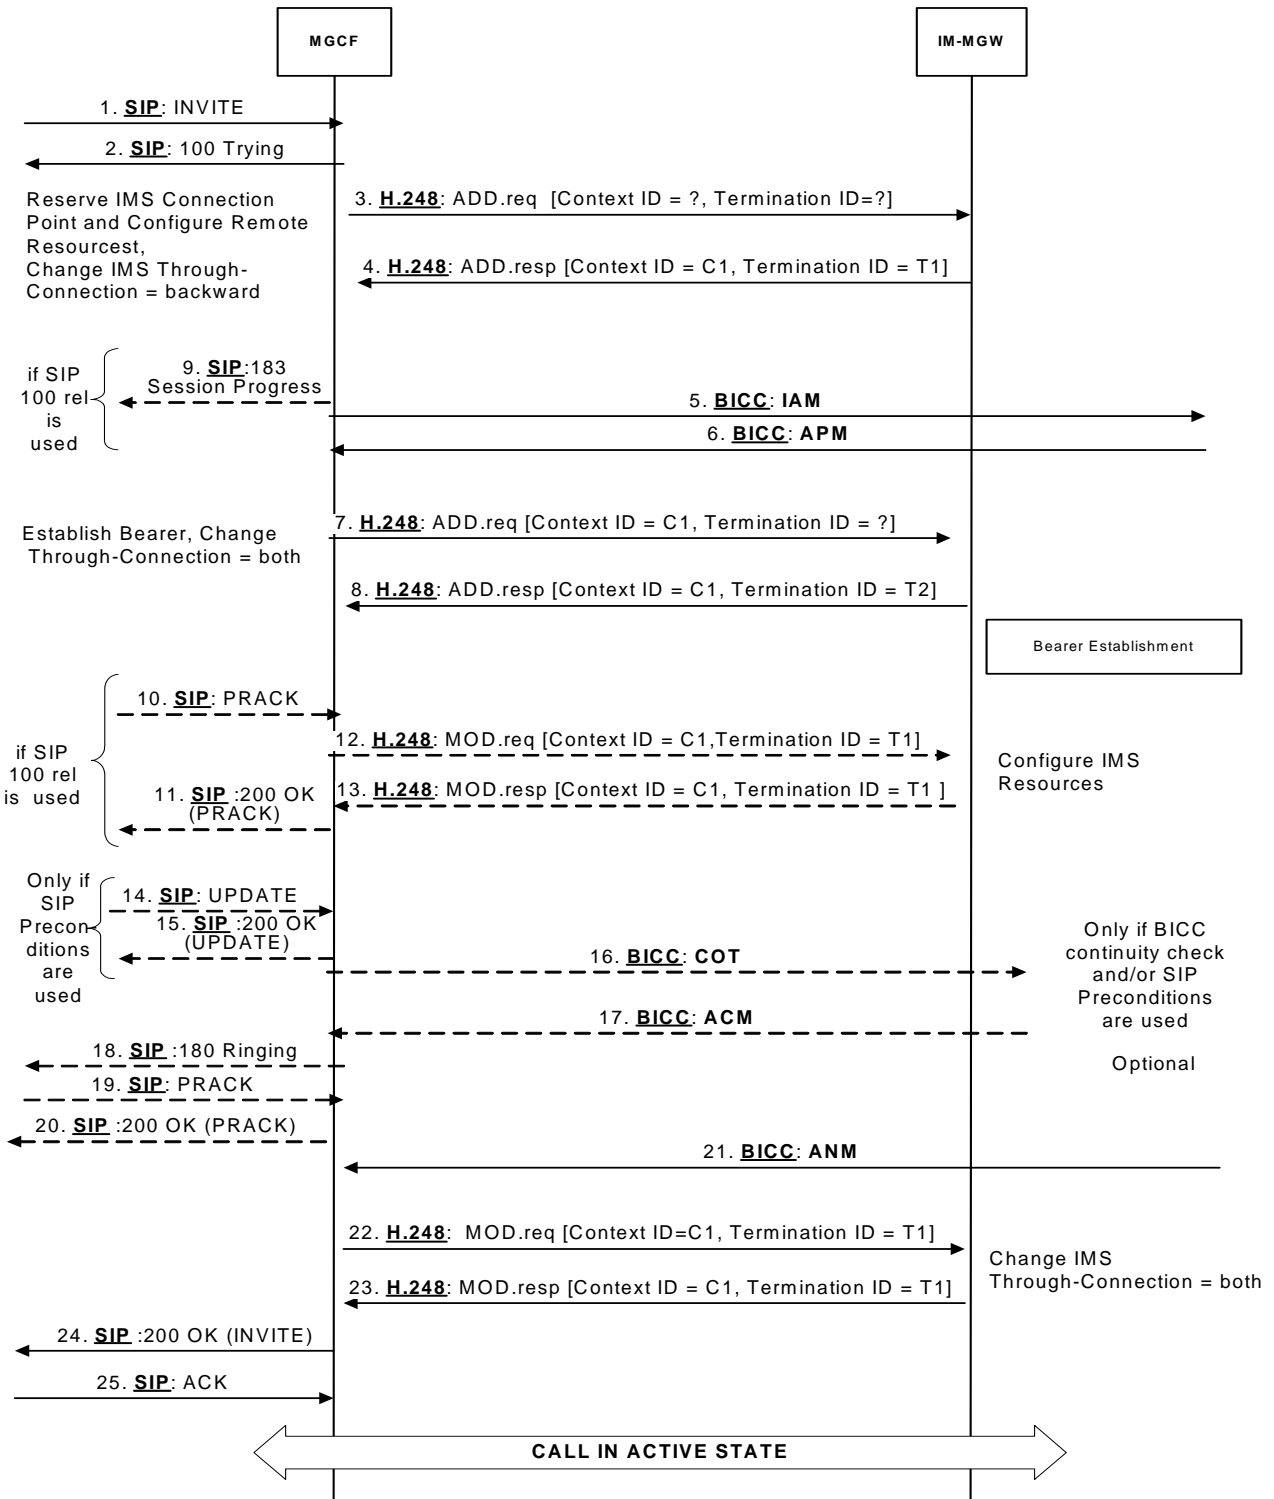 MGCF
IM-MGW
1. SIP: INVITE
2. SIP: 100 Trying
Reserve IMS Connection
Point and Configure Remote
Resourcest,
Change IMS Through-
Connection = backward
3. H.248: ADD.req [Context ID = ?, Termination ID=?]
4. H.248: ADD.resp [Context ID = C1, Termination ID = T1]
if SIP
100 rel
is
used
9. SIP:183
Session Progress
5. BICC: IAM
6. BICC: APM
Establish Bearer, Change
Through-Connection = both
7. H.248: ADD.req [Context ID = C1, Termination ID = ?]
8. H.248: ADD.resp [Context ID = C1, Termination ID = T2]
Bearer Establishment
if SIP
100 rel
is used
10. SIP: PRACK
12. H.248: MOD.req [Context ID = C1,Termination ID = T1]
11. SIP :200 OK
(PRACK)
13. H.248: MOD.resp [Context ID = C1, Termination ID = T1 ]
Configure IMS
Resources
Only if
SIP
Precon
ditions
are
used
14. SIP: UPDATE
15. SIP :200 OK
(UPDATE)
16. BICC: COT
Only if BICC
continuity check
and/or SIP
Preconditions
are used
17. BICC: ACM
18. SIP :180 Ringing
Optional
19. SIP: PRACK
20. SIP :200 OK (PRACK)
21. BICC: ANM
22. H.248: MOD.req [Context ID=C1, Termination ID = T1]
23. H.248: MOD.resp [Context ID = C1, Termination ID = T1]
Change IMS
Through-Connection = both
24. SIP :200 OK (INVITE)
25. SIP: ACK
CALL IN ACTIVE STATE